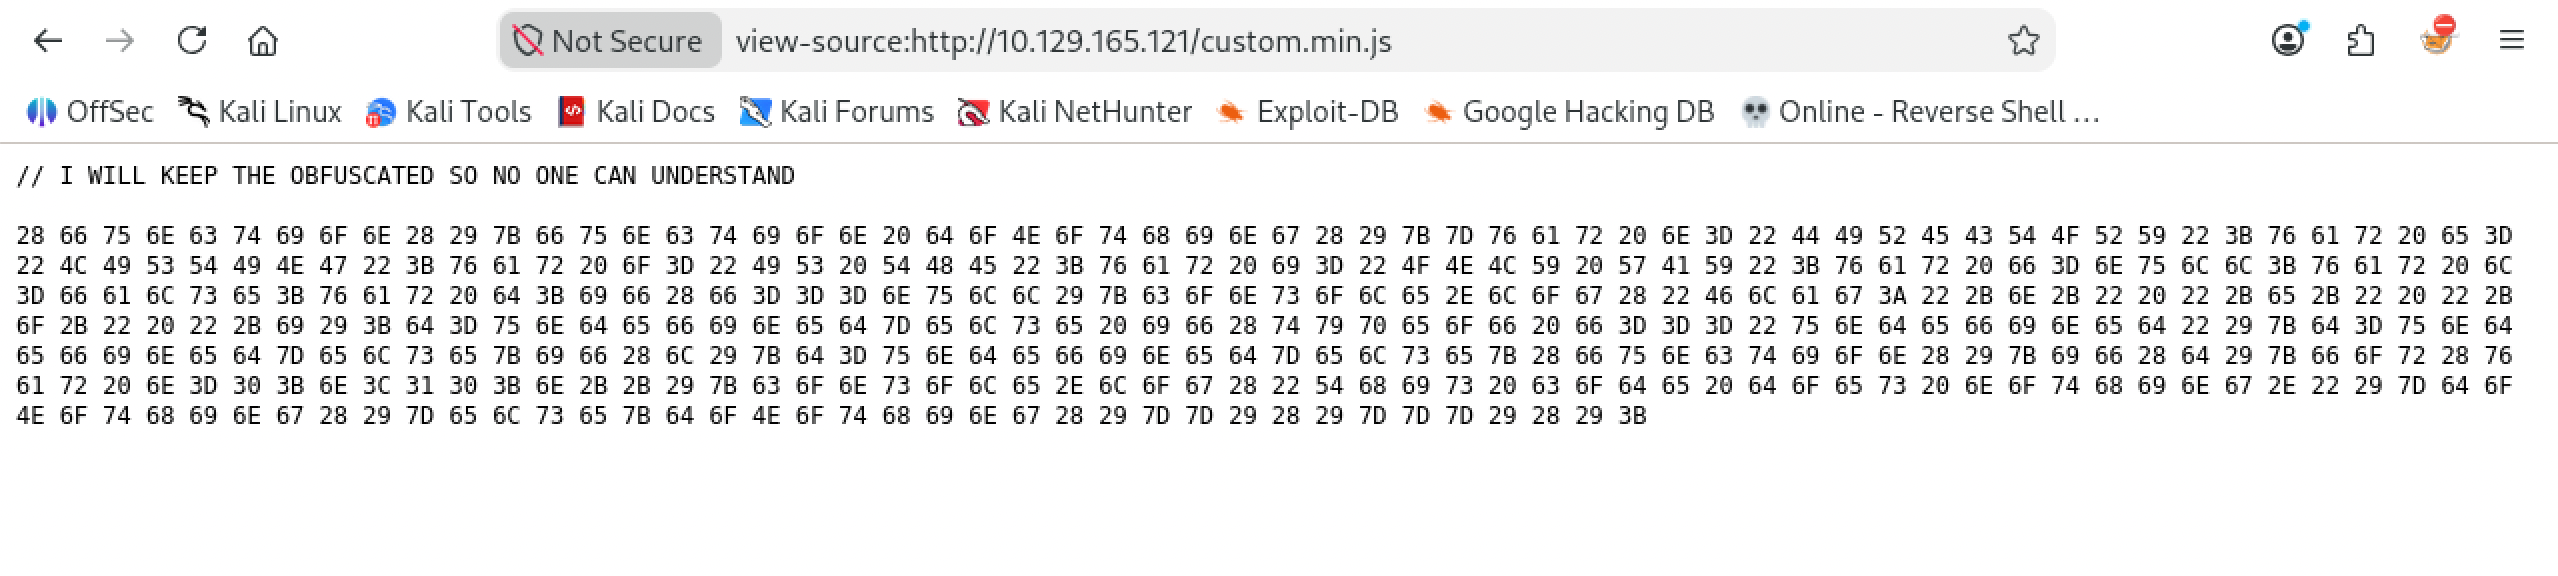 Not Secure view-source:http://10.129.165.121/custom.min.js
OffSec Kali Linux Kali Tools Kali Docs Kali Forums Kali NetHunter Exploit-DB Google Hacking DB Online - Reverse Shell ...
// I WILL KEEP THE OBFUSCATED SO NO ONE CAN UNDERSTAND
28 66 75 6E 63 74 69 6F 6E 28 29 7B 66 75 6E 63 74 69 6F 6E 20 64 6F 4E 6F 74 68 69 6E 67 28 29 7B 7D 76 61 72 20 6E 3D 22 44 49 52 45 43 54 4F 52 59 22 3B 76 61 72 20 65 3D
22 4C 49 53 54 49 4E 47 22 3B 76 61 72 20 6F 3D 22 49 53 20 54 48 45 22 3B 76 61 72 20 69 3D 22 4F 4E 4C 59 20 57 41 59 22 3B 76 61 72 20 66 3D 6E 75 6C 6C 3B 76 61 72 20 6C
3D 66 61 6C 73 65 3B 76 61 72 20 64 3B 69 66 28 66 3D 3D 3D 6E 75 6C 6C 29 7B 63 6F 6E 73 6F 6C 65 2E 6C 6F 67 28 22 46 6C 61 67 3A 22 2B 6E 2B 22 20 22 2B 65 2B 22 20 22 2B
6F 2B 22 20 22 2B 69 29 3B 64 3D 75 6E 64 65 66 69 6E 65 64 7D 65 6C 73 65 20 69 66 28 74 79 70 65 6F 66 20 66 3D 3D 3D 22 75 6E 64 65 66 69 6E 65 64 22 29 7B 64 3D 75 6E 64
65 66 69 6E 65 64 7D 65 6C 73 65 7B 69 66 28 6C 29 7B 64 3D 75 6E 64 65 66 69 6E 65 64 7D 65 6C 73 65 7B 28 66 75 6E 63 74 69 6F 6E 28 29 7B 69 66 28 64 29 7B 66 6F 72 28 76
61 72 20 6E 3D 30 3B 6E 3C 31 30 3B 6E 2B 2B 29 7B 63 6F 6E 73 6F 6C 65 2E 6C 6F 67 28 22 54 68 69 73 20 63 6F 64 65 20 64 6F 65 73 20 6E 6F 74 68 69 6E 67 2E 22 29 7D 64 6F
4E 6F 74 68 69 6E 67 28 29 7D 65 6C 73 65 7B 64 6F 4E 6F 74 68 69 6E 67 28 29 7D 7D 29 28 29 7D 7D 7D 29 28 29 3B